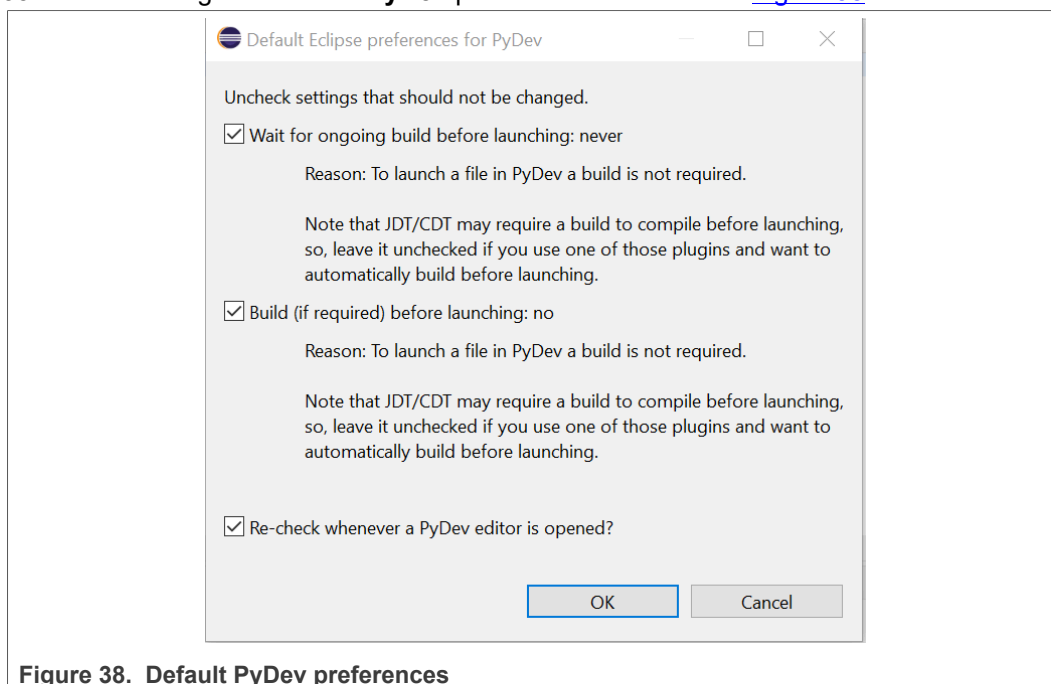 Default Eclipse preferences for PyDev
Uncheck settings that should not be changed.
Wait for ongoing build before launching: never
Reason: To launch a file in PyDev a build is not required.
Note that JDT/CDT may require a build to compile before launching,
so, leave it unchecked if you use one of those plugins and want to
automatically build before launching.
Build (if required) before launching: no
Reason: To launch a file in PyDev a build is not required.
Note that JDT/CDT may require a build to compile before launching,
so, leave it unchecked if you use one of those plugins and want to
automatically build before launching.
Re-check whenever a PyDev editor is opened?
OK Cancel
Figure 38. Default PyDev preferences